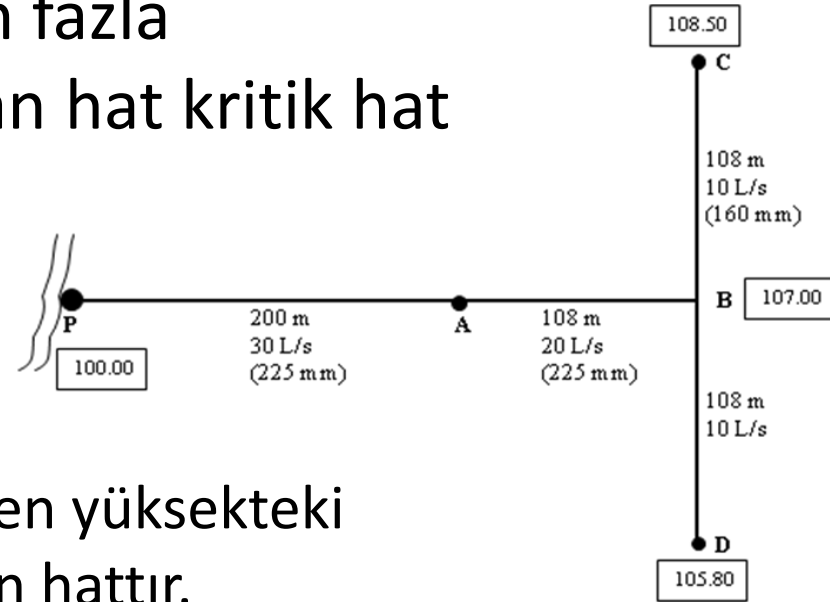 fazla
108.50
C
hat kritik hat
108 m
10 L/s
(160 mm)
B
107.00
P
200 m
30 L/s
(225 mm)
A
108 m
20 L/s
(225 mm)
100.00
108 m
10 L/s
en yüksekteki
D
hattır.
105.80